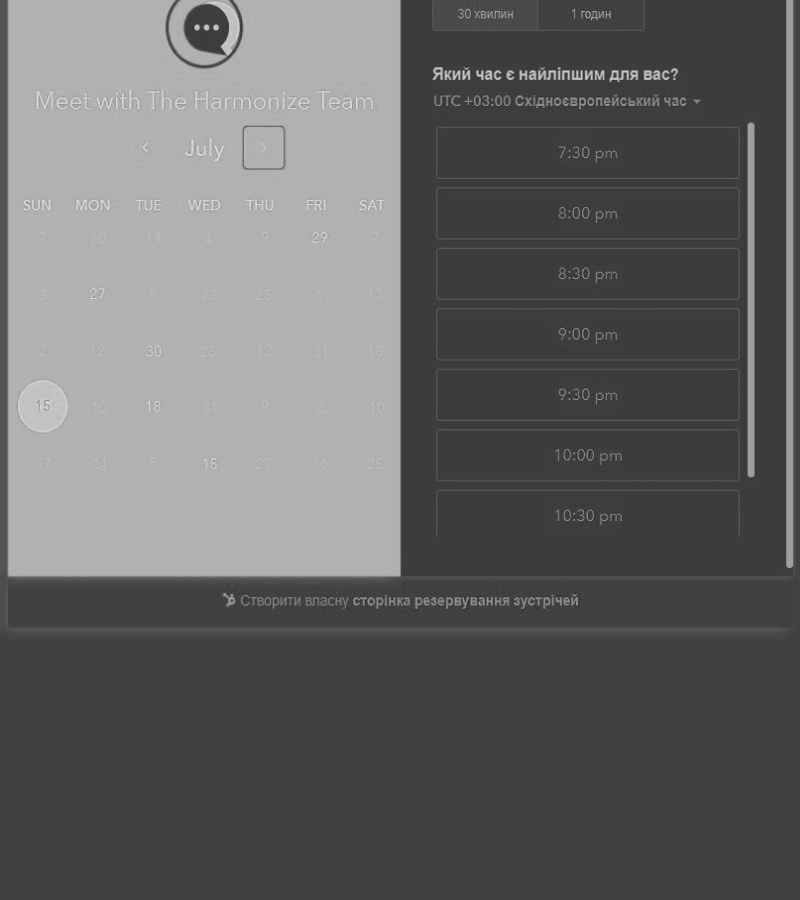 30 хвилин
1 годин
Який час є найліпшим для вас?
UTC +03:00 Східноєвропейський час
Meet with The Harmonize Team
July
SUN MON TUE WED THU FRI SAT
7 20 14 4 9 29 7
3 27 8 22 25 6 13
2 12 30 25 12 31 18
15 10 18 31 9 2 10
17 24 5 15 27 16 25
7:30 pm
8:00 pm
8:30 pm
9:00 pm
9:30 pm
10:00 pm
10:30 pm
Створити власну сторінка резервування зустрічей